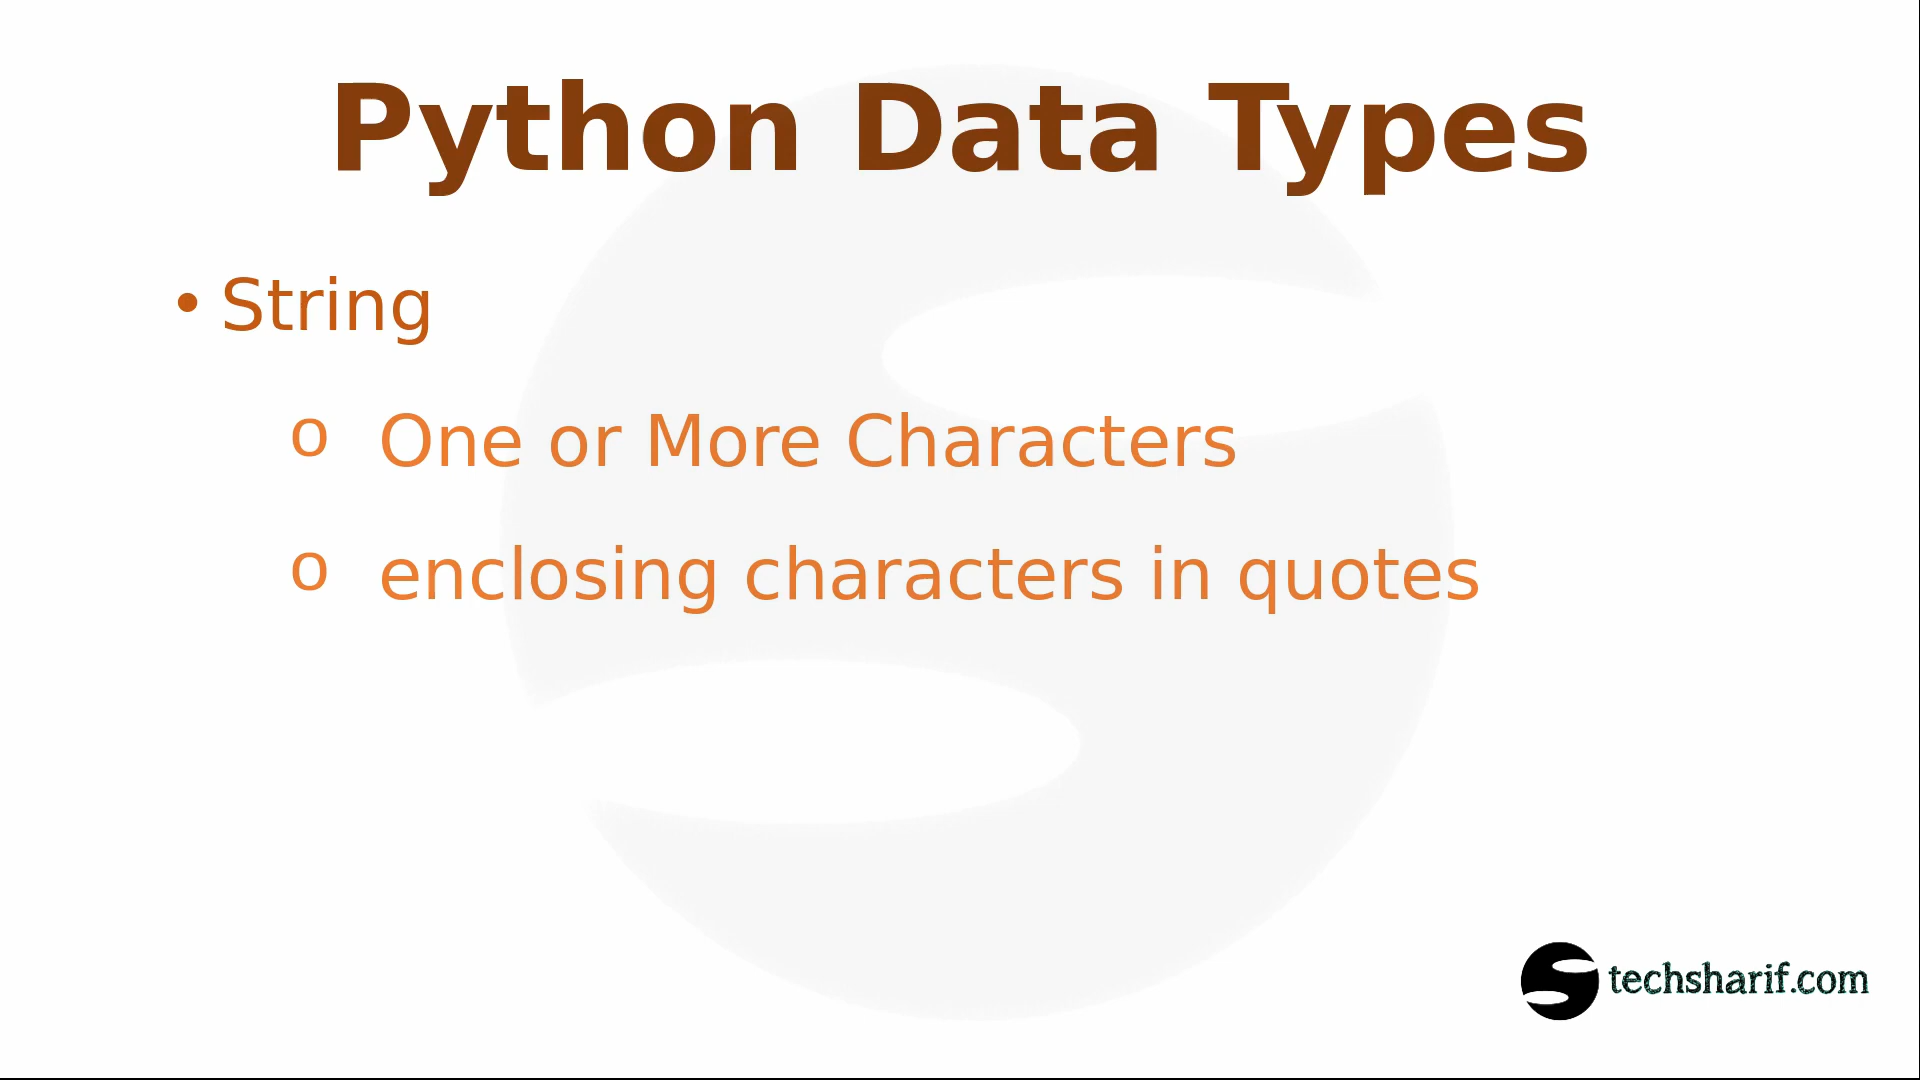 Python Data Types
• String
o One or More Characters
o enclosing characters in quotes
techsharif.com